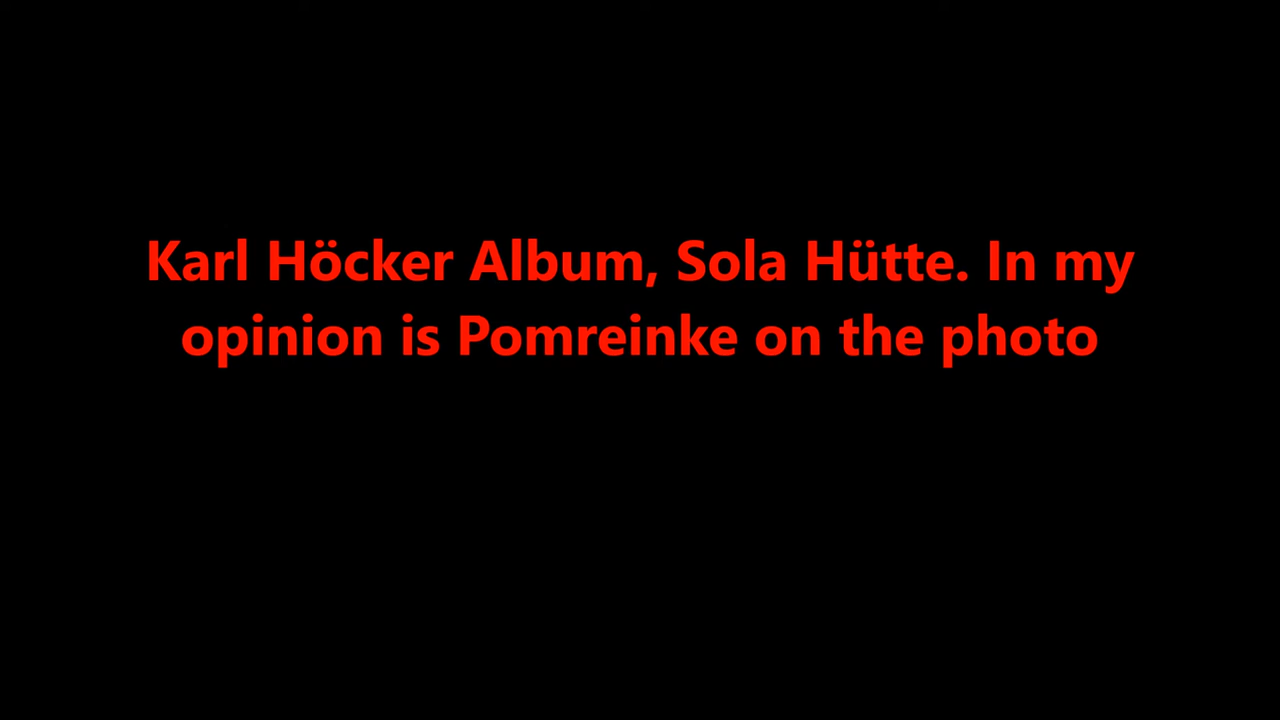 Karl Höcker Album, Sola Hütte. In my
opinion is Pomreinke on the photo